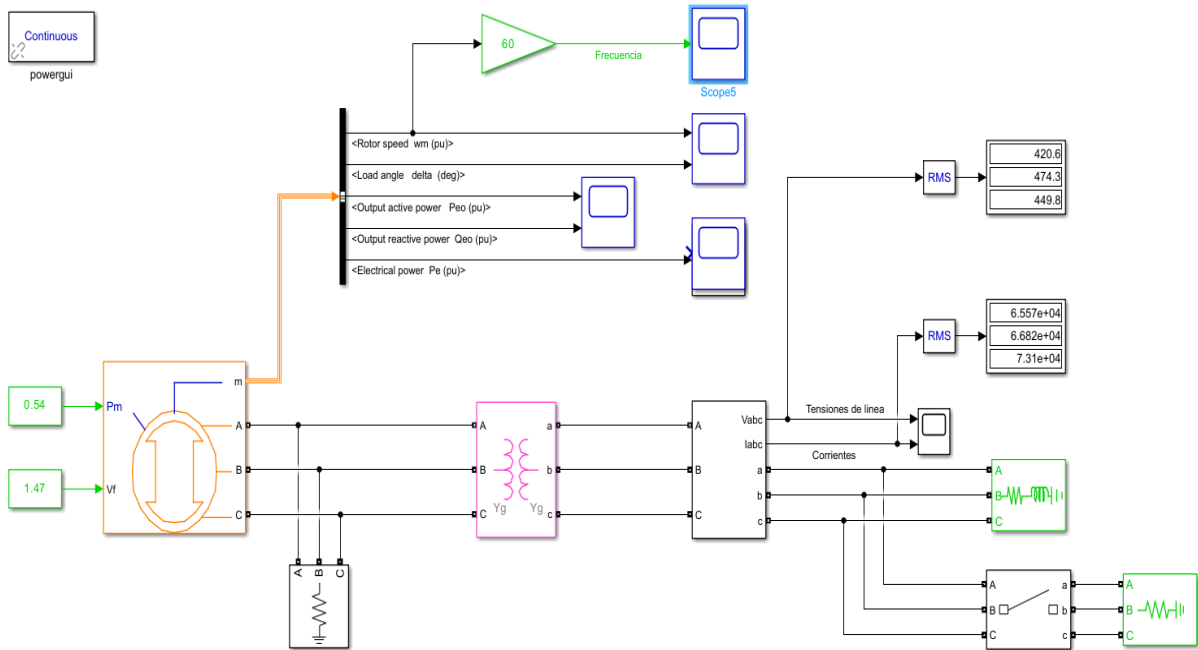 Continuous
powergui
60
Frecuencia
Scope5
<Rotor speed wm (pu)>
<Load angle delta (deg)>
<Output active power Peo (pu)>
<Output reactive power Qeo (pu)>
<Electrical power Pe (pu)>
RMS
420.6
474.3
449.8
RMS
6.557e+04
6.682e+04
7.31e+04
0.54
1.47
Pm
Vf
m
A
B
C
A
B
C
A
B
C
Yg
Yg
a
b
c
A
B
C
Vabc
Iabc
a
b
c
Tensiones de línea
Corrientes
A
B
C
A
B
C
a
b
c
A
B
C